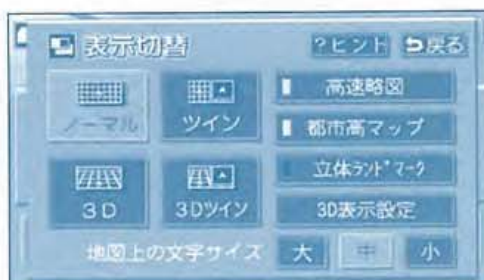 表示切替 ?ヒント 戻る
ノーマル ツイン 高速略図
都市高マップ
3D 3Dツイン 立体ランドマーク
3D表示設定
地図上の文字サイズ 大 中 小